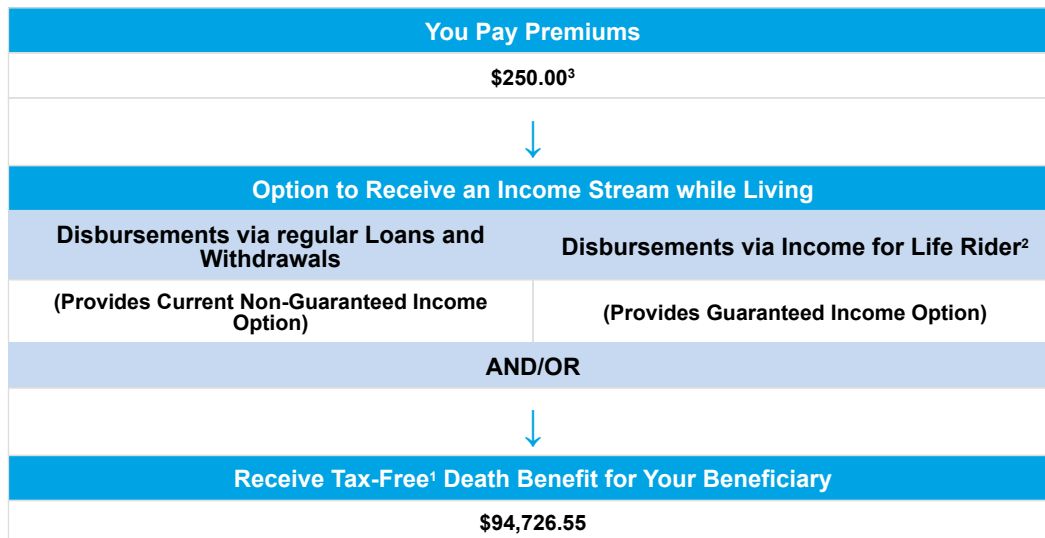 You Pay Premiums
$250.00³
↓
Option to Receive an Income Stream while Living
Disbursements via regular Loans and
Withdrawals
Disbursements via Income for Life Rider²
(Provides Current Non-Guaranteed Income
Option)
(Provides Guaranteed Income Option)
AND/OR
↓
Receive Tax-Free¹ Death Benefit for Your Beneficiary
$94,726.55